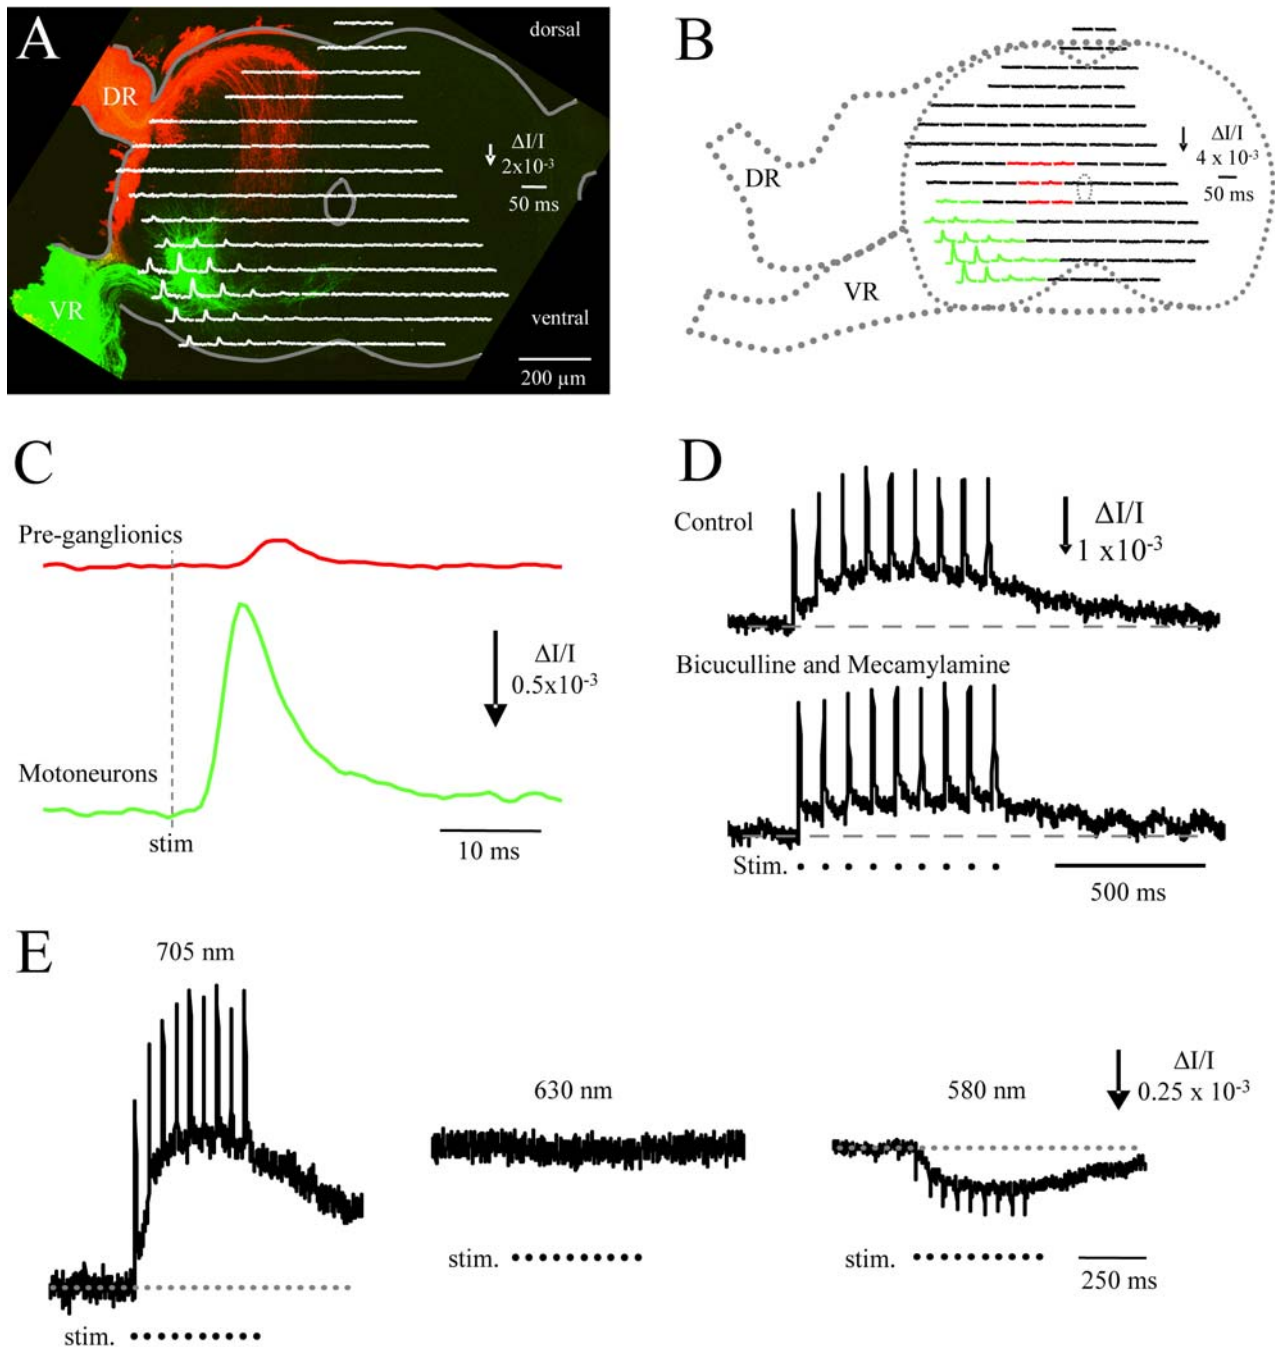 A
dorsal
DR
ΔI/I
2x10-3
50 ms
VR
ventral
200 µm
B
DR
ΔI/I
4 x 10-3
50 ms
VR
C
Pre-ganglionics
ΔI/I
0.5x10-3
Motoneurons
stim
10 ms
D
Control
ΔI/I
1 x10-3
Bicuculline and Mecamylamine
Stim.
500 ms
E
705 nm
630 nm
580 nm
ΔI/I
0.25 x 10-3
stim.
stim.
stim.
250 ms